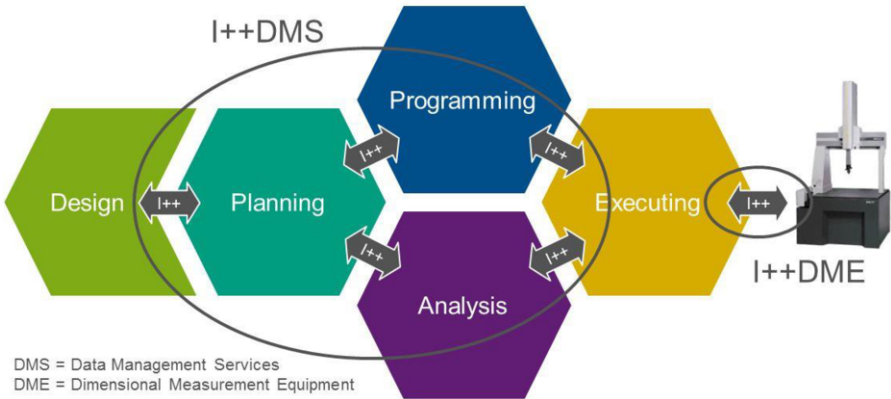 I++DMS
Programming
I++
I++
Design
I++
Planning
Executing
I++
I++DME
I++
I++
Analysis
DMS = Data Management Services
DME = Dimensional Measurement Equipment